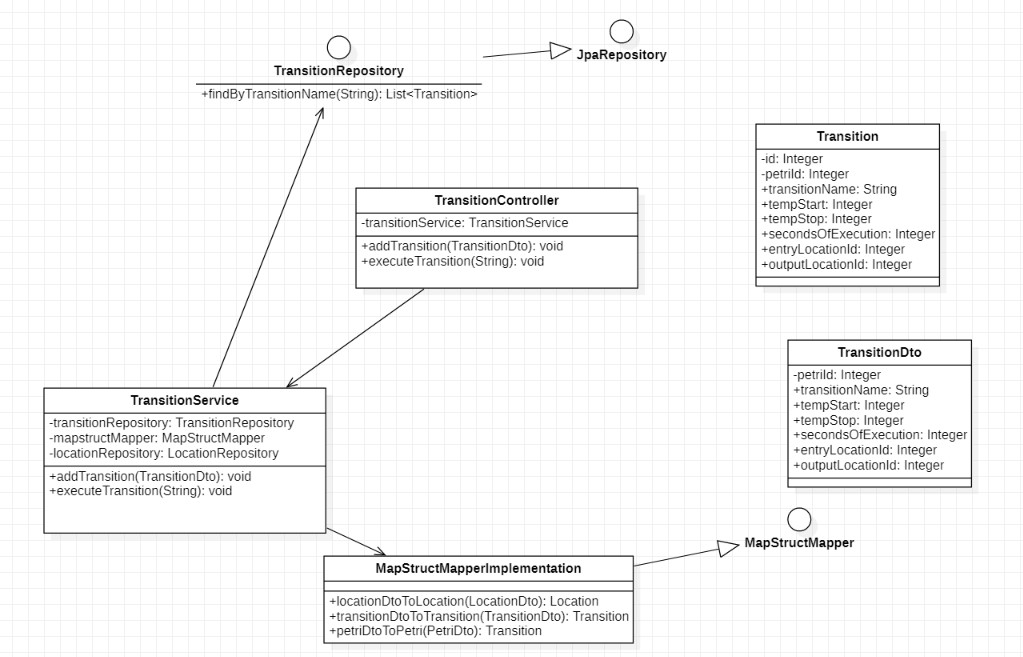 TransitionRepository
+findByTransitionName(String): List<Transition>
JpaRepository
Transition
-id: Integer
-petriId: Integer
+transitionName: String
+tempStart: Integer
+tempStop: Integer
+secondsOfExecution: Integer
+entryLocationId: Integer
+outputLocationId: Integer
TransitionController
-transitionService: TransitionService
+addTransition(TransitionDto): void
+executeTransition(String): void
TransitionDto
-petriId: Integer
+transitionName: String
+tempStart: Integer
+tempStop: Integer
+secondsOfExecution: Integer
+entryLocationId: Integer
+outputLocationId: Integer
TransitionService
-transitionRepository: TransitionRepository
-mapstructMapper: MapStructMapper
-locationRepository: LocationRepository
+addTransition(TransitionDto): void
+executeTransition(String): void
MapStructMapper
MapStructMapperImplementation
+locationDtoToLocation(LocationDto): Location
+transitionDtoToTransition(TransitionDto): Transition
+petriDtoToPetri(PetriDto): Transition